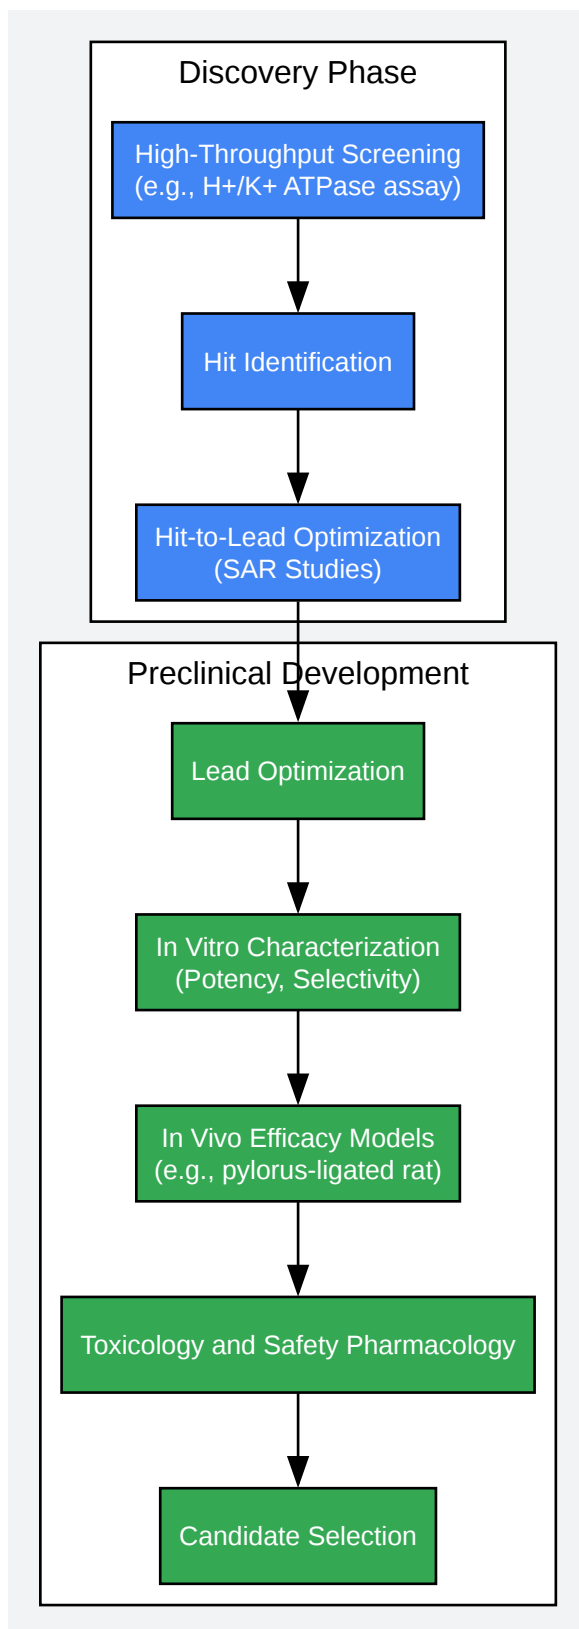 Discovery Phase
High-Throughput Screening
(e.g., H+/K+ ATPase assay)
Hit Identification
Hit-to-Lead Optimization
(SAR Studies)
Preclinical Development
Lead Optimization
In Vitro Characterization
(Potency, Selectivity)
In Vivo Efficacy Models
(e.g., pylorus-ligated rat)
Toxicology and Safety Pharmacology
Candidate Selection